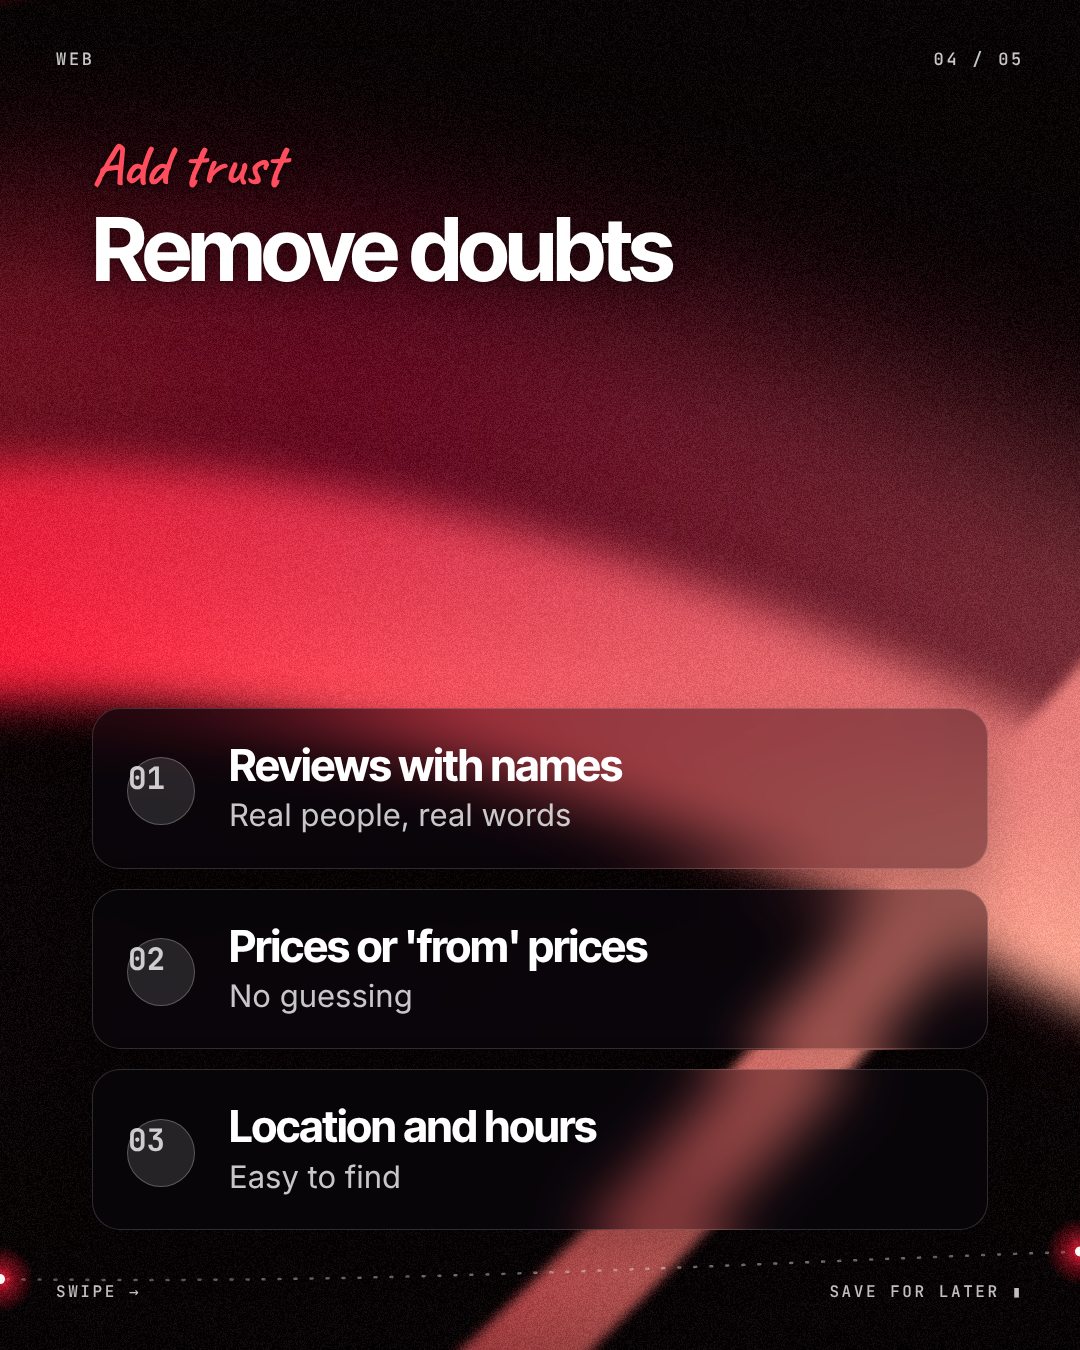 WEB
04 / 05
Add trust
Remove doubts
01
Reviews with names
Real people, real words
02
Prices or 'from' prices
No guessing
03
Location and hours
Easy to find
SWIPE →
SAVE FOR LATER ▮